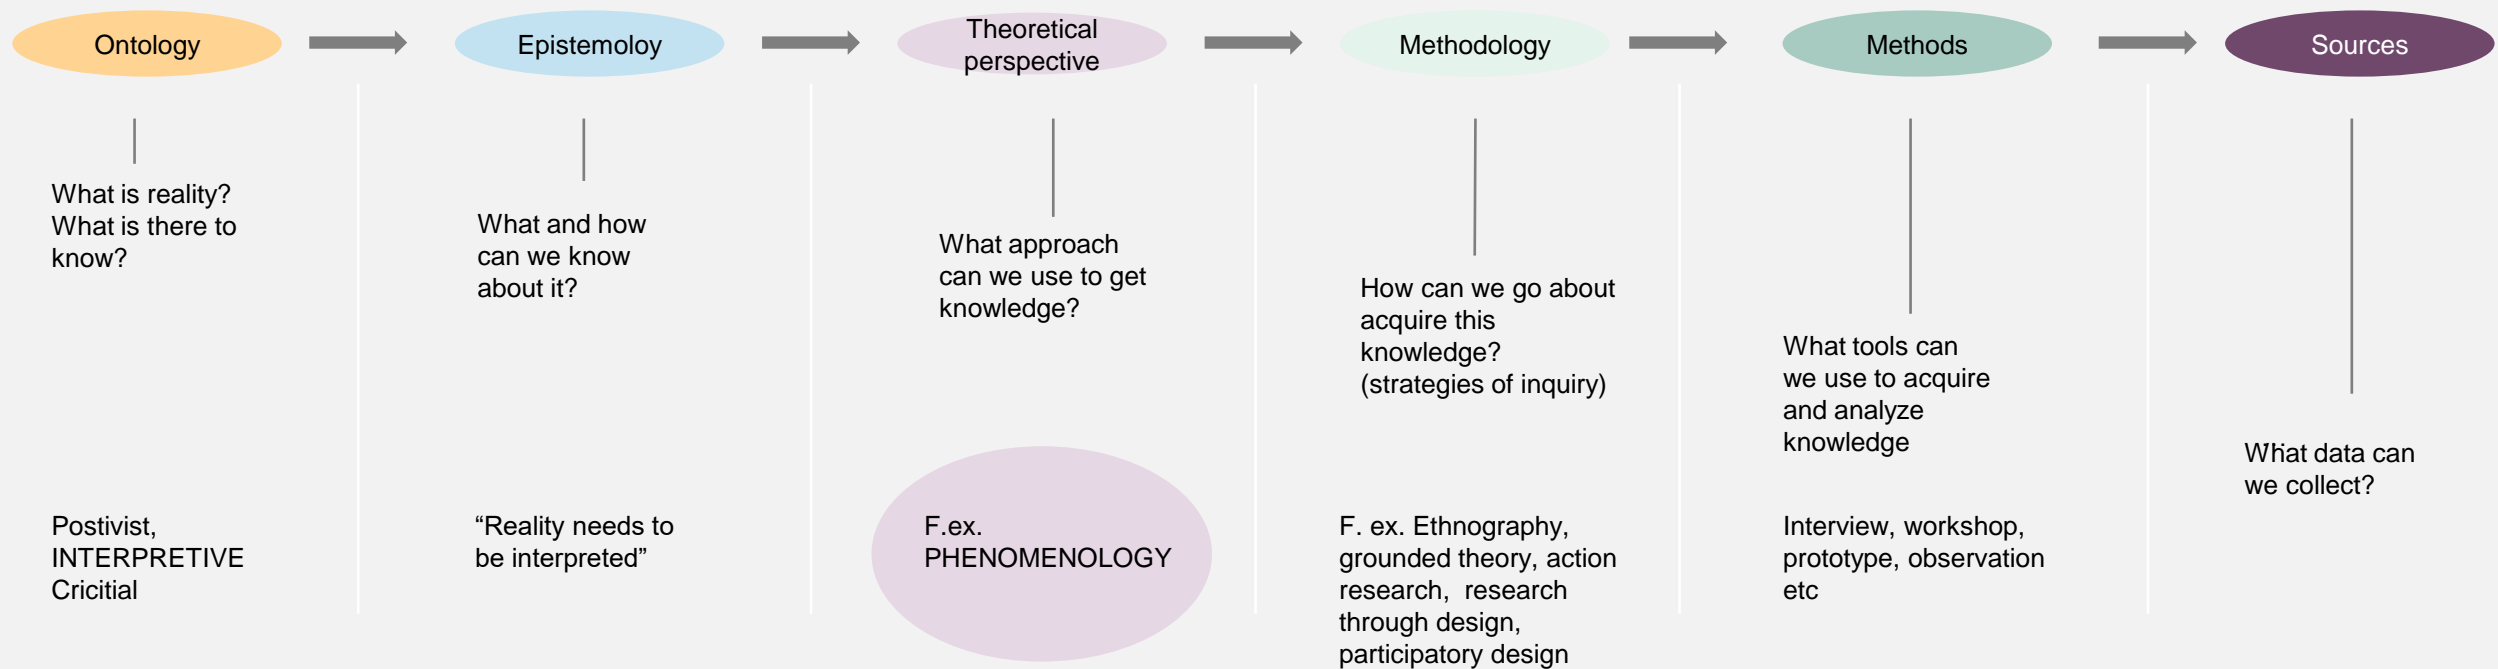 Ontology
Epistemoloy
Theoretical
perspective
Methodology
Methods
Sources
What is reality?
What is there to
know?
What and how
can we know
about it?
What approach
can we use to get
knowledge?
How can we go about
acquire this
knowledge?
(strategies of inquiry)
What tools can
we use to acquire
and analyze
knowledge
What data can
we collect?
Postivist,
INTERPRETIVE
Cricitial
“Reality needs to
be interpreted”
F.ex.
PHENOMENOLOGY
F. ex. Ethnography,
grounded theory, action
research, research
through design,
participatory design
Interview, workshop,
prototype, observation
etc